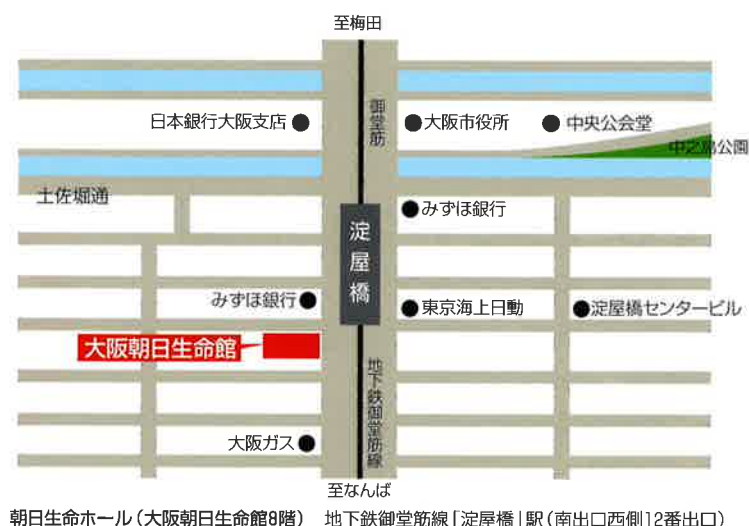 至梅田
御堂筋
日本銀行大阪支店
大阪市役所
中央公会堂
中之島公園
土佐堀通
みずほ銀行
淀屋橋
みずほ銀行
東京海上日動
淀屋橋センタービル
大阪朝日生命館
地下鉄御堂筋線
大阪ガス
至なんば
朝日生命ホール(大阪朝日生命館8階) 地下鉄御堂筋線「淀屋橋」駅(南出口西側12番出口)